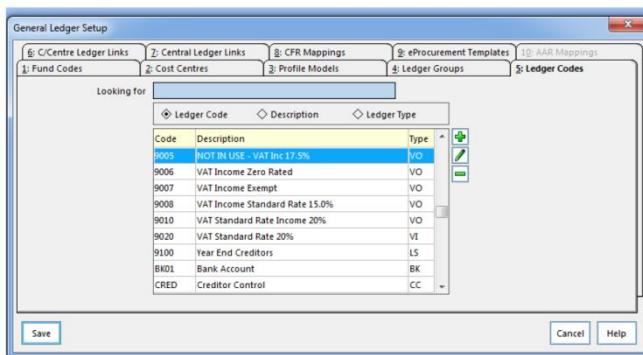 General Ledger Setup
6: C/Centre Ledger Links 7: Central Ledger Links 8: CFR Mappings 9: eProcurement Templates 10: AAR Mappings
1: Fund Codes 2: Cost Centres 3: Profile Models 4: Ledger Groups 5: Ledger Codes
Looking for
Ledger Code Description Ledger Type
Code Description Type
9005 NOT IN USE - VAT Inc 17.5% VO
9006 VAT Income Zero Rated VO
9007 VAT Income Exempt VO
9008 VAT Income Standard Rate 15.0% VO
9010 VAT Standard Rate Income 20% VO
9020 VAT Standard Rate 20% VI
9100 Year End Creditors LS
BK01 Bank Account BK
CRED Creditor Control CC
Save Cancel Help